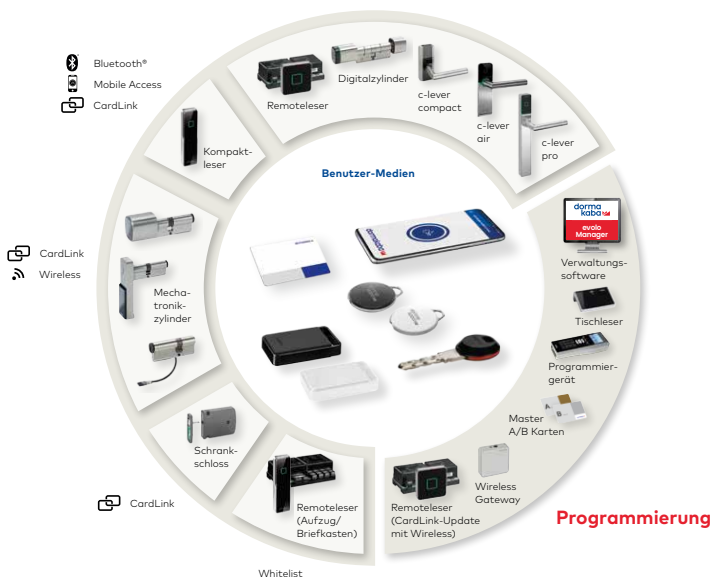 Bluetooth®
Mobile Access
CardLink
Remoteleser
Digitalzylinder
c-lever
compact
c-lever
air
c-lever
pro
Kompakt-
leser
Benutzer-Medien
CardLink
Wireless
Mecha-
tronik-
zylinder
Schrank-
schloss
CardLink
Remoteleser
(Aufzug/
Briefkasten)
Whitelist
dorma
kaba
evolo
Manager
Verwaltungs-
software
Tischleser
Programmier-
gerät
Master
A/B Karten
Wireless
Gateway
Remoteleser
(CardLink-Update
mit Wireless)
Programmierung
dormakaba